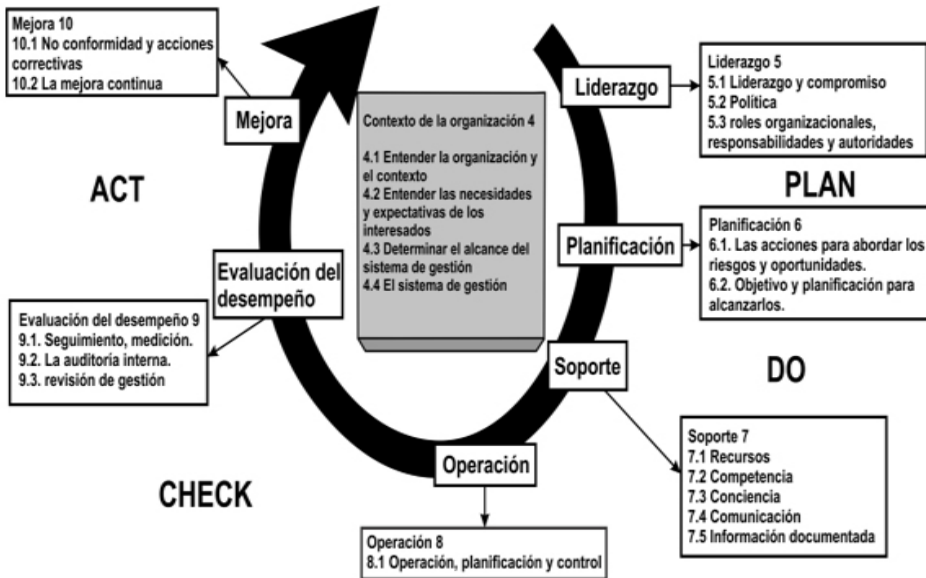 Mejora 10
10.1 No conformidad y acciones
correctivas
10.2 La mejora continua
Mejora
ACT
Contexto de la organización 4
4.1 Entender la organización y
el contexto
4.2 Entender las necesidades
y expectativas de los
interesados
4.3 Determinar el alcance del
sistema de gestión
4.4 El sistema de gestión
Liderazgo
Liderazgo 5
5.1 Liderazgo y compromiso
5.2 Política
5.3 roles organizacionales,
responsabilidades y autoridades
PLAN
Planificación
Planificación 6
6.1. Las acciones para abordar los
riesgos y oportunidades.
6.2. Objetivo y planificación para
alcanzarlos.
Evaluación del
desempeño
Evaluación del desempeño 9
9.1. Seguimiento, medición.
9.2. La auditoría interna.
9.3. revisión de gestión
Soporte
DO
Soporte 7
7.1 Recursos
7.2 Competencia
7.3 Conciencia
7.4 Comunicación
7.5 Información documentada
Operación
CHECK
Operación 8
8.1 Operación, planificación y control